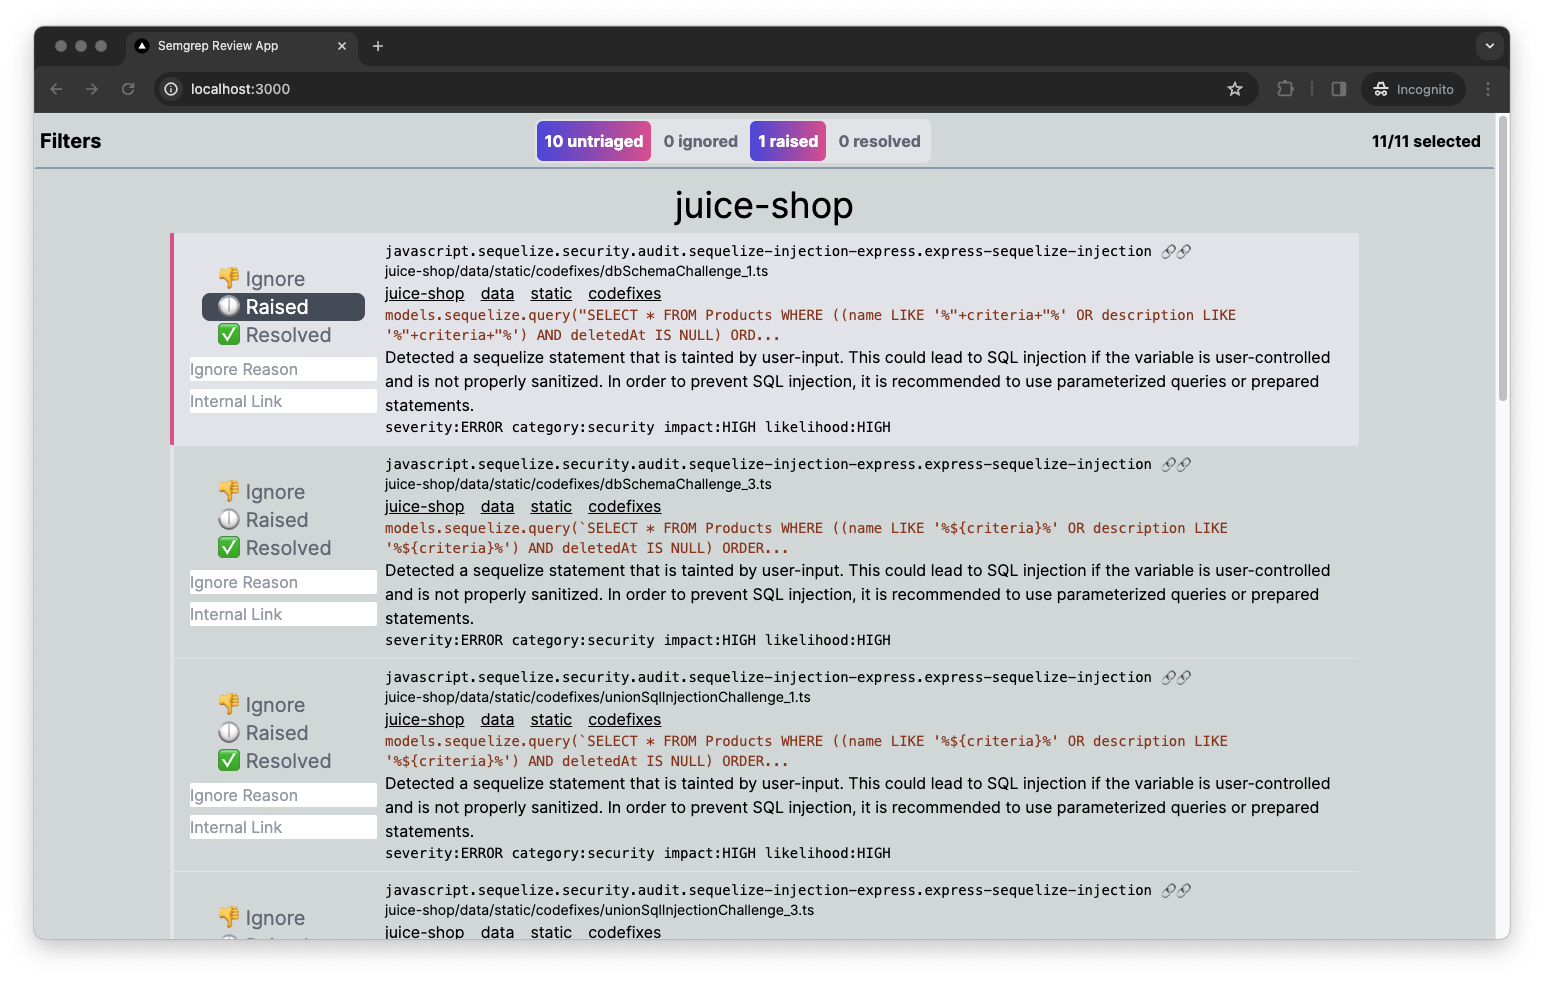 Semgrep Review App
localhost:3000
Incognito
Filters
10 untriaged 0 ignored 1 raised 0 resolved
11/11 selected
juice-shop
Ignore
Raised
Resolved
Ignore Reason
Internal Link
javascript.sequelize.security.audit.sequelize-injection-express.express-sequelize-injection
juice-shop/data/static/codefixes/dbSchemaChallenge_1.ts
juice-shop data static codefixes
models.sequelize.query("SELECT * FROM Products WHERE ((name LIKE '%"+criteria+"%' OR description LIKE
'%"+criteria+"%') AND deletedAt IS NULL) ORD...
Detected a sequelize statement that is tainted by user-input. This could lead to SQL injection if the variable is user-controlled
and is not properly sanitized. In order to prevent SQL injection, it is recommended to use parameterized queries or prepared
statements.
severity:ERROR category:security impact:HIGH likelihood:HIGH
Ignore
Raised
Resolved
Ignore Reason
Internal Link
javascript.sequelize.security.audit.sequelize-injection-express.express-sequelize-injection
juice-shop/data/static/codefixes/dbSchemaChallenge_3.ts
juice-shop data static codefixes
models.sequelize.query(`SELECT * FROM Products WHERE ((name LIKE '%${criteria}%' OR description LIKE
'%${criteria}%') AND deletedAt IS NULL) ORDER...
Detected a sequelize statement that is tainted by user-input. This could lead to SQL injection if the variable is user-controlled
and is not properly sanitized. In order to prevent SQL injection, it is recommended to use parameterized queries or prepared
statements.
severity:ERROR category:security impact:HIGH likelihood:HIGH
Ignore
Raised
Resolved
Ignore Reason
Internal Link
javascript.sequelize.security.audit.sequelize-injection-express.express-sequelize-injection
juice-shop/data/static/codefixes/unionSqlInjectionChallenge_1.ts
juice-shop data static codefixes
models.sequelize.query(`SELECT * FROM Products WHERE ((name LIKE '%${criteria}%' OR description LIKE
'%${criteria}%') AND deletedAt IS NULL) ORDER...
Detected a sequelize statement that is tainted by user-input. This could lead to SQL injection if the variable is user-controlled
and is not properly sanitized. In order to prevent SQL injection, it is recommended to use parameterized queries or prepared
statements.
severity:ERROR category:security impact:HIGH likelihood:HIGH
Ignore
javascript.sequelize.security.audit.sequelize-injection-express.express-sequelize-injection
juice-shop/data/static/codefixes/unionSqlInjectionChallenge_3.ts
juice-shop data static codefixes